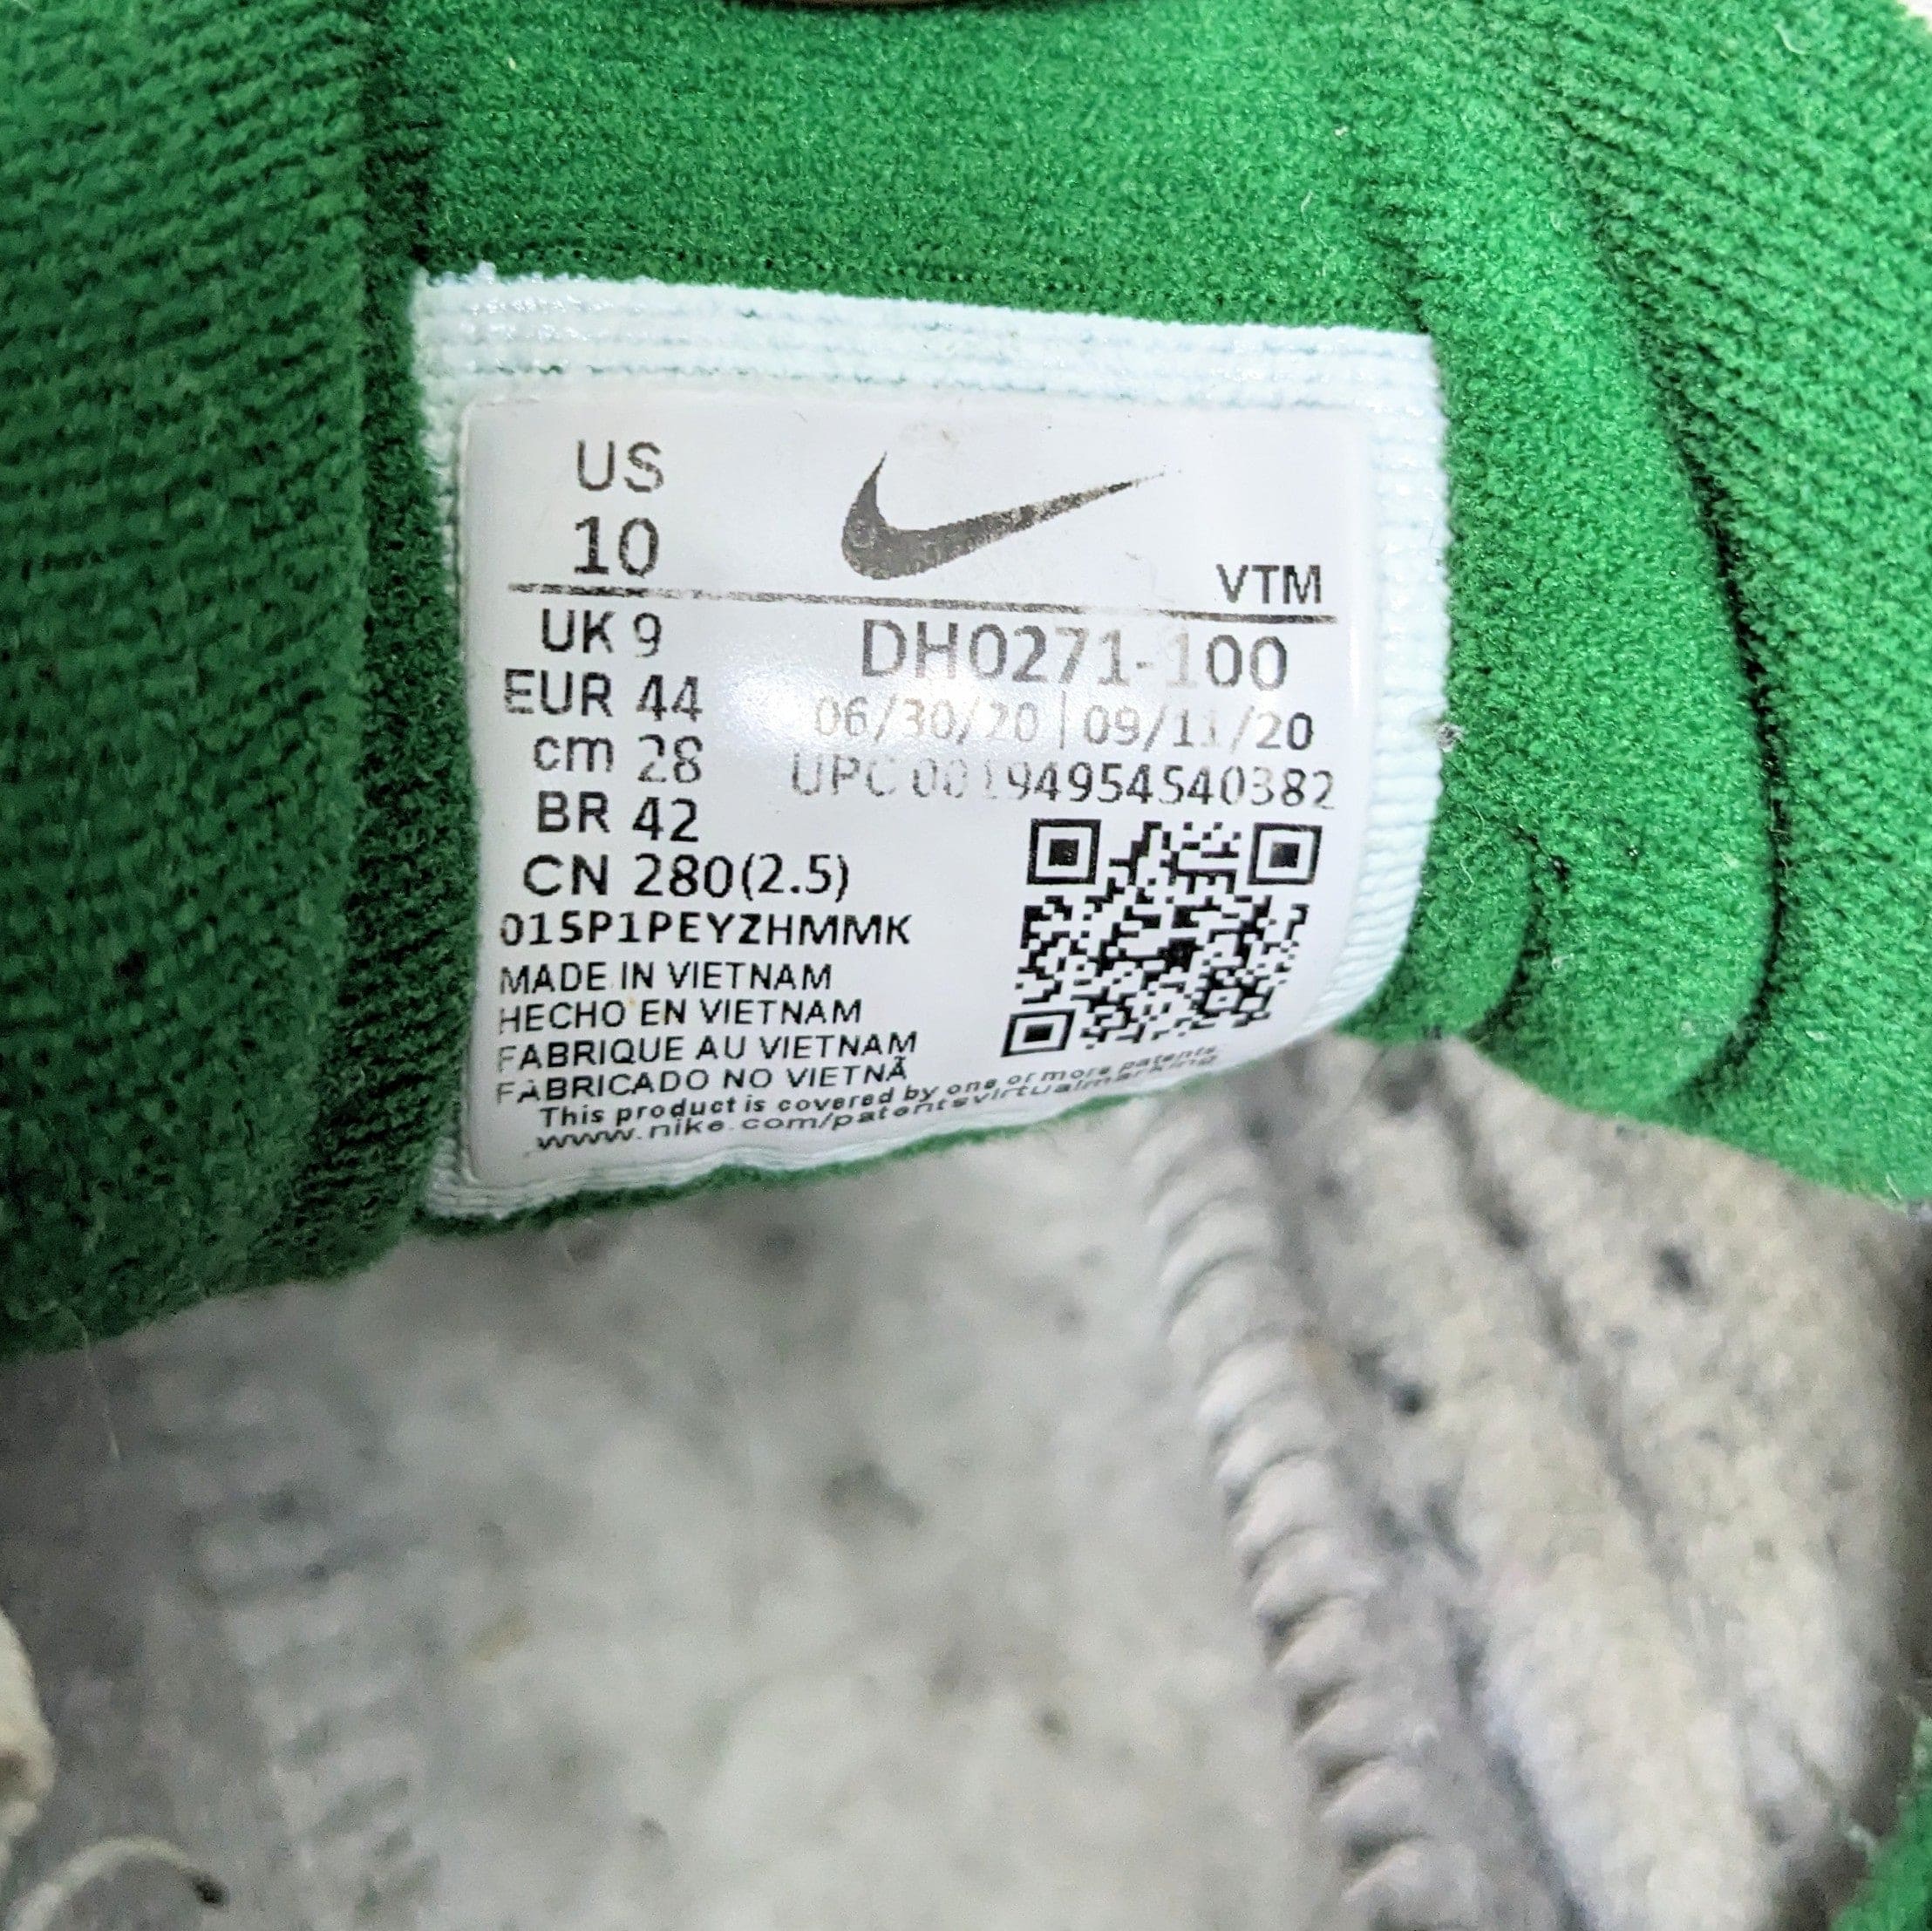 US
10
VTM
UK 9
EUR 44
cm 28
BR 42
CN 280(2.5)
DH0271-100
06/30/20 | 09/11/20
UPC 00194954540382
015P1PEYZHMMK
MADE IN VIETNAM
HECHO EN VIETNAM
FABRIQUE AU VIETNAM
FABRICADO NO VIETNÃ
This product is covered by one or more patents
www.nike.com/patentsvirtualmarking